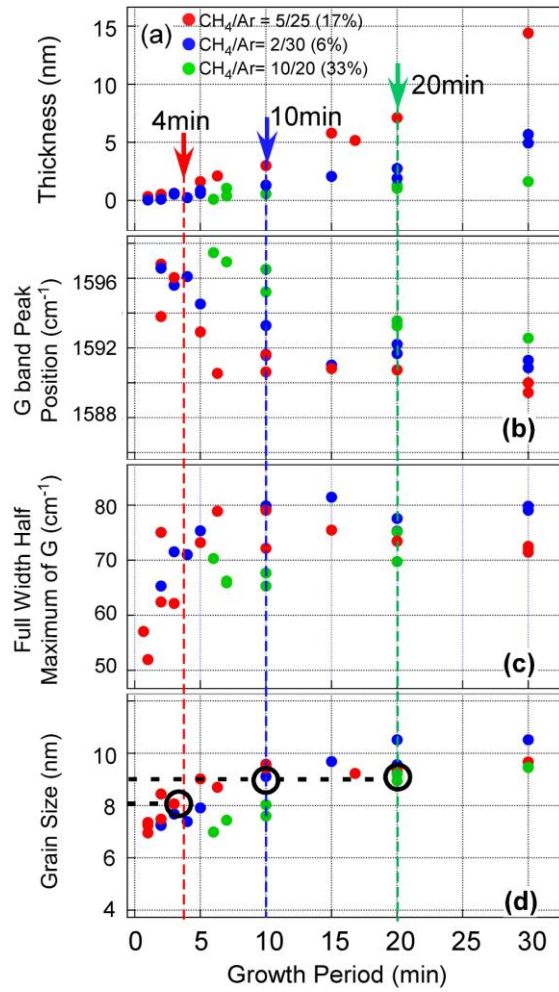 15
10
5
0
Thickness (nm)
(a)
CH4/Ar = 5/25 (17%)
CH4/Ar= 2/30 (6%)
CH4/Ar= 10/20 (33%)
4min
10min
20min
1596
1592
1588
G band Peak
Position (cm-1)
(b)
80
70
60
50
Full Width Half
Maximum of G (cm-1)
(c)
10
8
6
4
Grain Size (nm)
(d)
0 5 10 15 20 25 30
Growth Period (min)